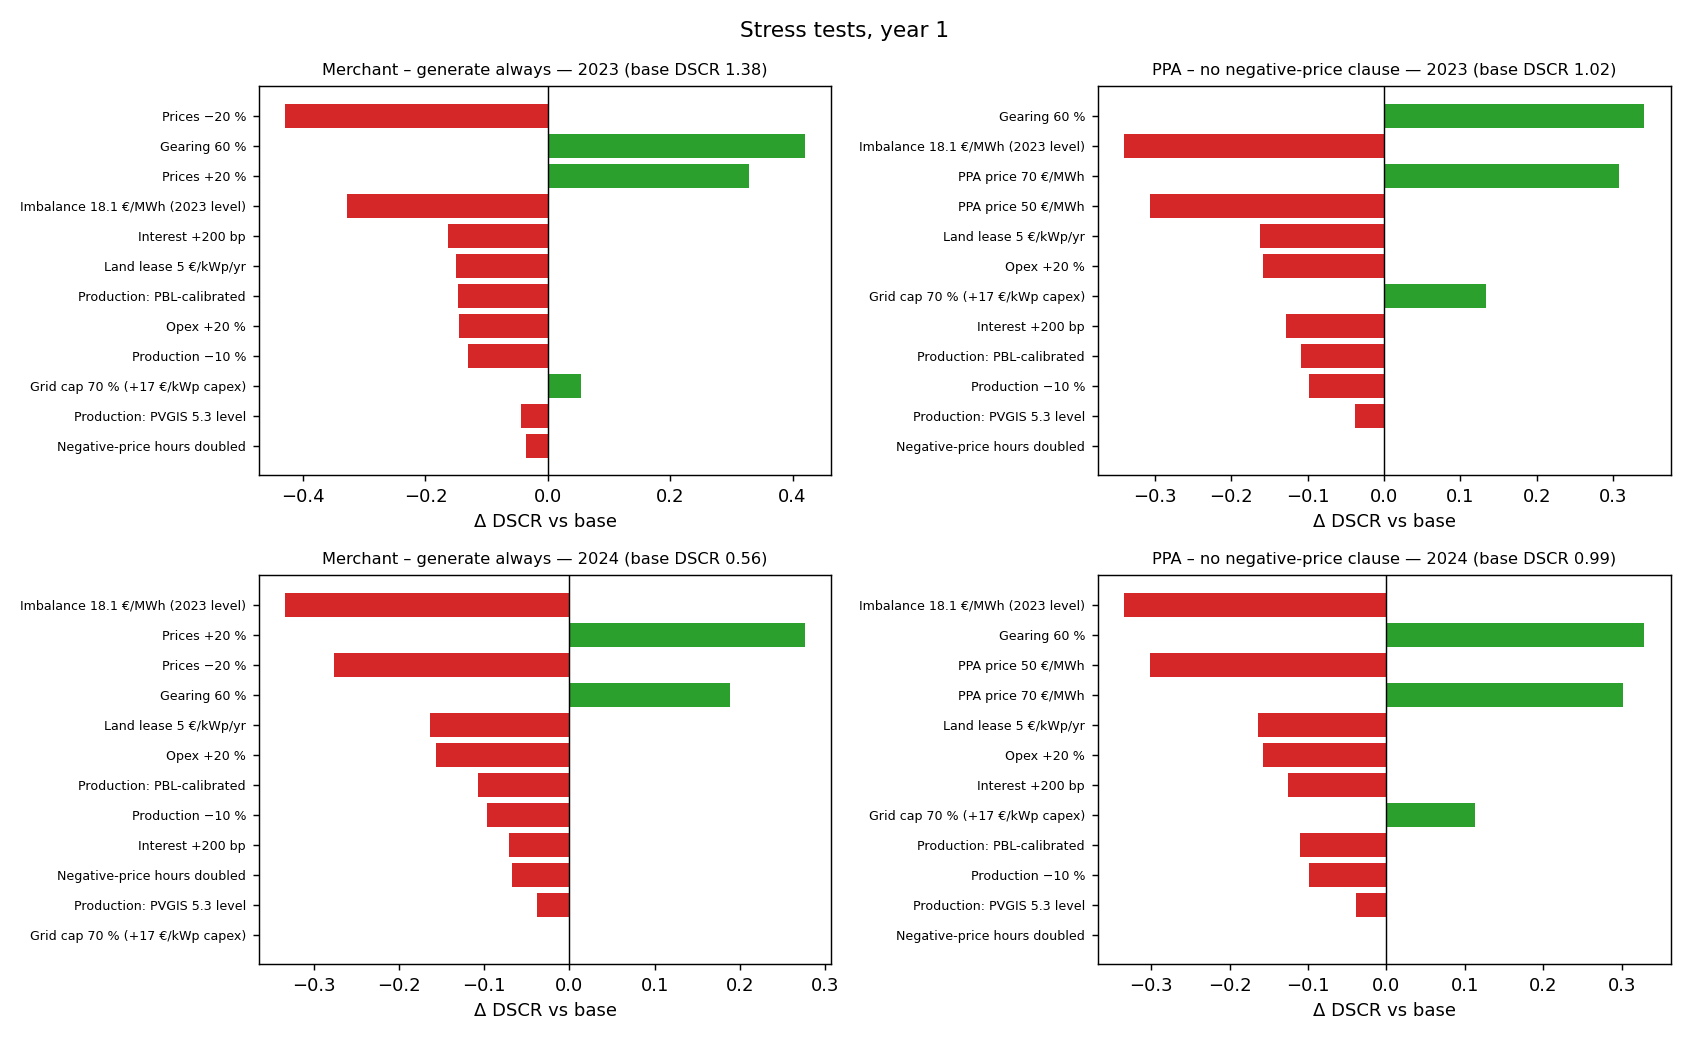 Stress tests, year 1
Merchant – generate always — 2023 (base DSCR 1.38)
Prices −20 %
Gearing 60 %
Prices +20 %
Imbalance 18.1 €/MWh (2023 level)
Interest +200 bp
Land lease 5 €/kWp/yr
Production: PBL-calibrated
Opex +20 %
Production −10 %
Grid cap 70 % (+17 €/kWp capex)
Production: PVGIS 5.3 level
Negative-price hours doubled
−0.4 −0.2 0.0 0.2 0.4
Δ DSCR vs base
PPA – no negative-price clause — 2023 (base DSCR 1.02)
Gearing 60 %
Imbalance 18.1 €/MWh (2023 level)
PPA price 70 €/MWh
PPA price 50 €/MWh
Land lease 5 €/kWp/yr
Opex +20 %
Grid cap 70 % (+17 €/kWp capex)
Interest +200 bp
Production: PBL-calibrated
Production −10 %
Production: PVGIS 5.3 level
Negative-price hours doubled
−0.3 −0.2 −0.1 0.0 0.1 0.2 0.3
Δ DSCR vs base
Merchant – generate always — 2024 (base DSCR 0.56)
Imbalance 18.1 €/MWh (2023 level)
Prices +20 %
Prices −20 %
Gearing 60 %
Land lease 5 €/kWp/yr
Opex +20 %
Production: PBL-calibrated
Production −10 %
Interest +200 bp
Negative-price hours doubled
Production: PVGIS 5.3 level
Grid cap 70 % (+17 €/kWp capex)
−0.3 −0.2 −0.1 0.0 0.1 0.2 0.3
Δ DSCR vs base
PPA – no negative-price clause — 2024 (base DSCR 0.99)
Imbalance 18.1 €/MWh (2023 level)
Gearing 60 %
PPA price 50 €/MWh
PPA price 70 €/MWh
Land lease 5 €/kWp/yr
Opex +20 %
Interest +200 bp
Grid cap 70 % (+17 €/kWp capex)
Production: PBL-calibrated
Production −10 %
Production: PVGIS 5.3 level
Negative-price hours doubled
−0.3 −0.2 −0.1 0.0 0.1 0.2 0.3
Δ DSCR vs base